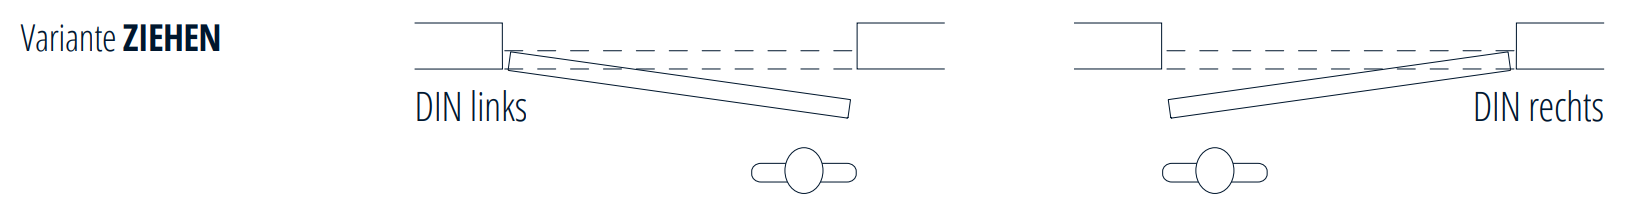 Variante ZIEHEN
DIN links
DIN rechts